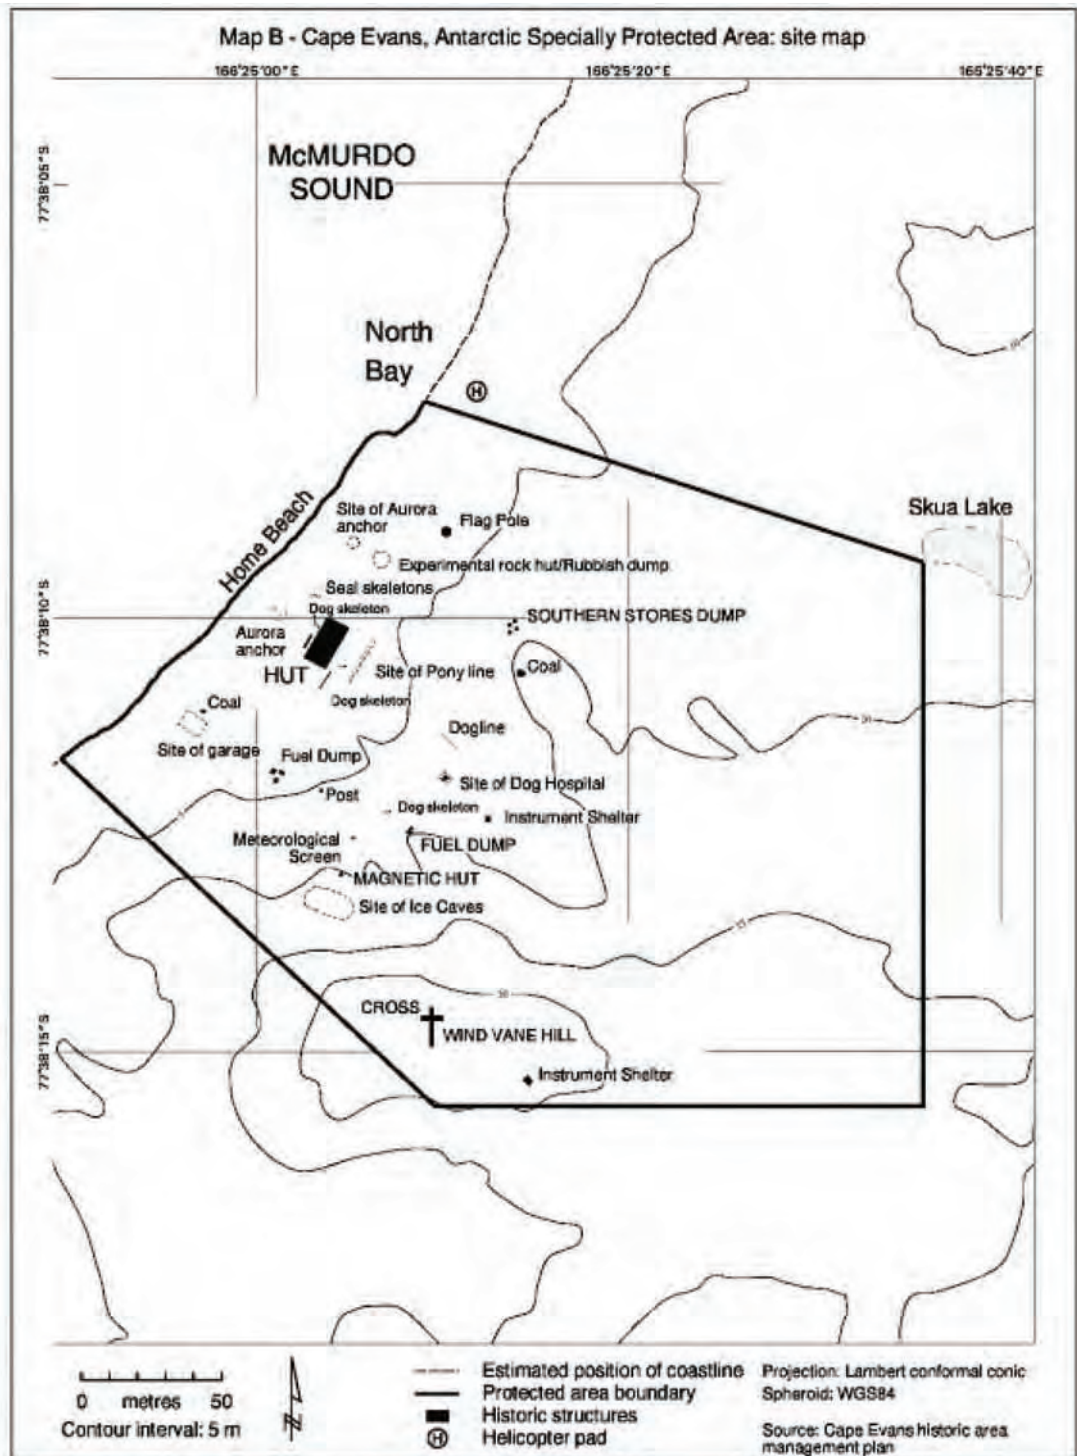 Map B - Cape Evans, Antarctic Specially Protected Area: site map
166°25'00"E
166°25'20"E
166°25'40"E
77°38'05"S
McMURDO
SOUND
North
Bay
H
Home Beach
Site of Aurora
anchor
Flag Pole
Skua Lake
Experimental rock hut/Rubbish dump
Seal skeletons
Dog skeleton
77°38'10"S
SOUTHERN STORES DUMP
Aurora
anchor
HUT
Site of Pony line
Coal
Dog skeleton
Coal
Site of garage
Dogline
Fuel Dump
Site of Dog Hospital
Post
Dog skeleton
Instrument Shelter
Meteorological
Screen
FUEL DUMP
MAGNETIC HUT
Site of Ice Caves
CROSS
WIND VANE HILL
77°38'15"S
Instrument Shelter
0 metres 50
Contour interval: 5 m
N
Estimated position of coastline
Protected area boundary
Historic structures
H Helicopter pad
Projection: Lambert conformal conic
Spheroid: WGS84
Source: Cape Evans historic area
management plan